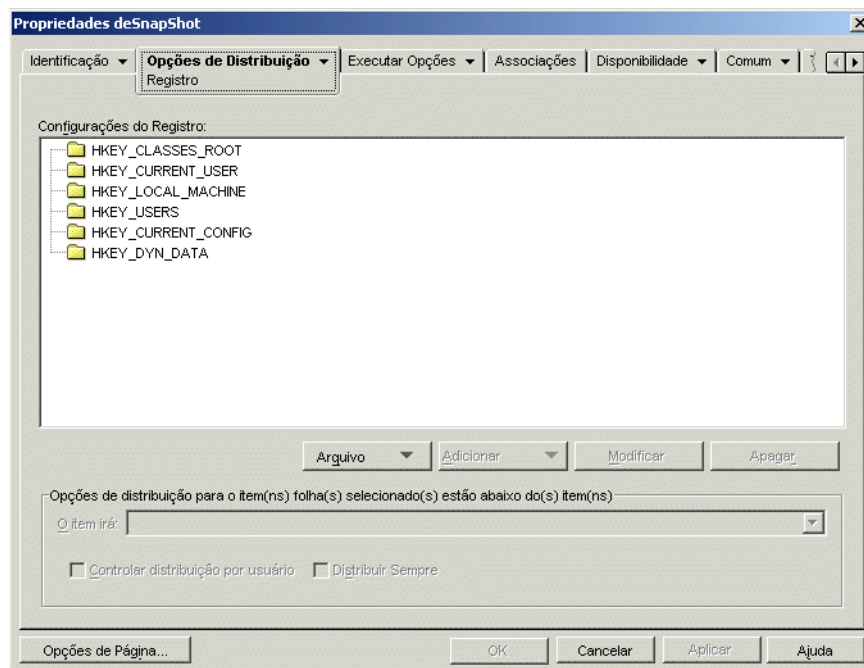 Propriedades deSnapShot
Identificação Opções de Distribuição Executar Opções Associações Disponibilidade Comum
Registro
Configurações do Registro:
HKEY_CLASSES_ROOT
HKEY_CURRENT_USER
HKEY_LOCAL_MACHINE
HKEY_USERS
HKEY_CURRENT_CONFIG
HKEY_DYN_DATA
Arquivo Adicionar Modificar Apagar
Opções de distribuição para o item(ns) folha(s) selecionado(s) estão abaixo do(s) item(ns)
O item irá:
Controlar distribuição por usuário Distribuir Sempre
Opções de Página... OK Cancelar Aplicar Ajuda